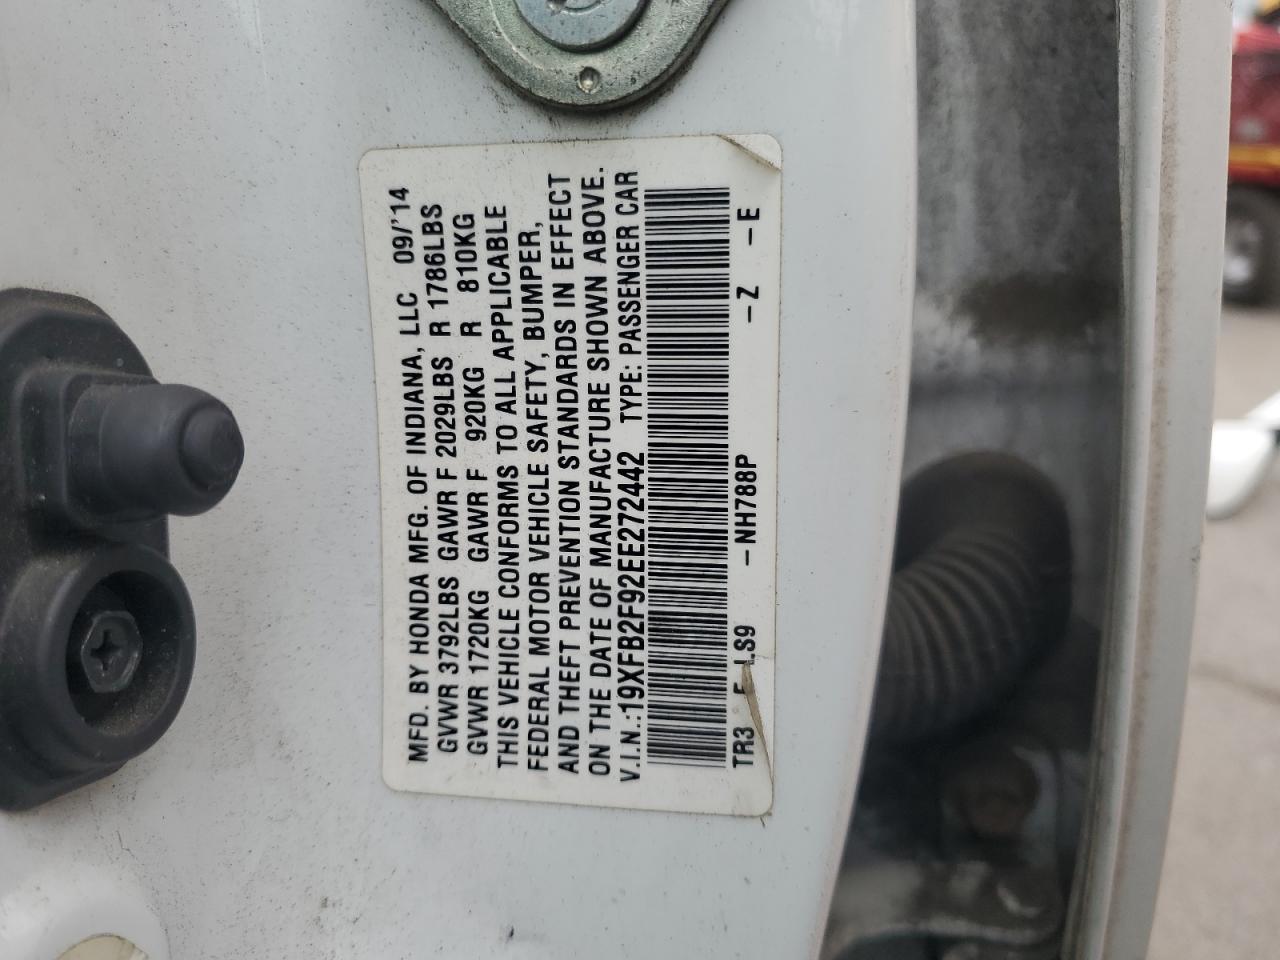 MFD. BY HONDA MFG. OF INDIANA, LLC 09/'14
GVWR 3792LBS GAWR F 2029LBS R 1786LBS
GVWR 1720KG GAWR F 920KG R 810KG
THIS VEHICLE CONFORMS TO ALL APPLICABLE
FEDERAL MOTOR VEHICLE SAFETY, BUMPER,
AND THEFT PREVENTION STANDARDS IN EFFECT
ON THE DATE OF MANUFACTURE SHOWN ABOVE.
V.I.N.:19XFB2F92EE272442 TYPE: PASSENGER CAR
TR3 LS9 –NH788P –Z –E